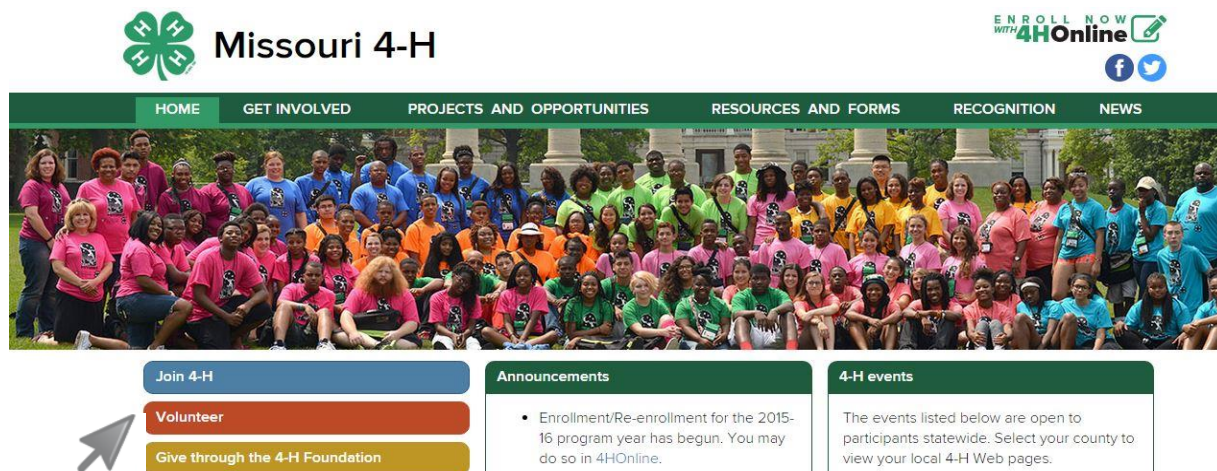 H H H H
Missouri 4-H
ENROLL NOW
WITH 4HOnline
HOME GET INVOLVED PROJECTS AND OPPORTUNITIES RESOURCES AND FORMS RECOGNITION NEWS
Join 4-H
Volunteer
Give through the 4-H Foundation
Announcements
• Enrollment/Re-enrollment for the 2015-
16 program year has begun. You may
do so in 4HOnline.
4-H events
The events listed below are open to
participants statewide. Select your county to
view your local 4-H Web pages.